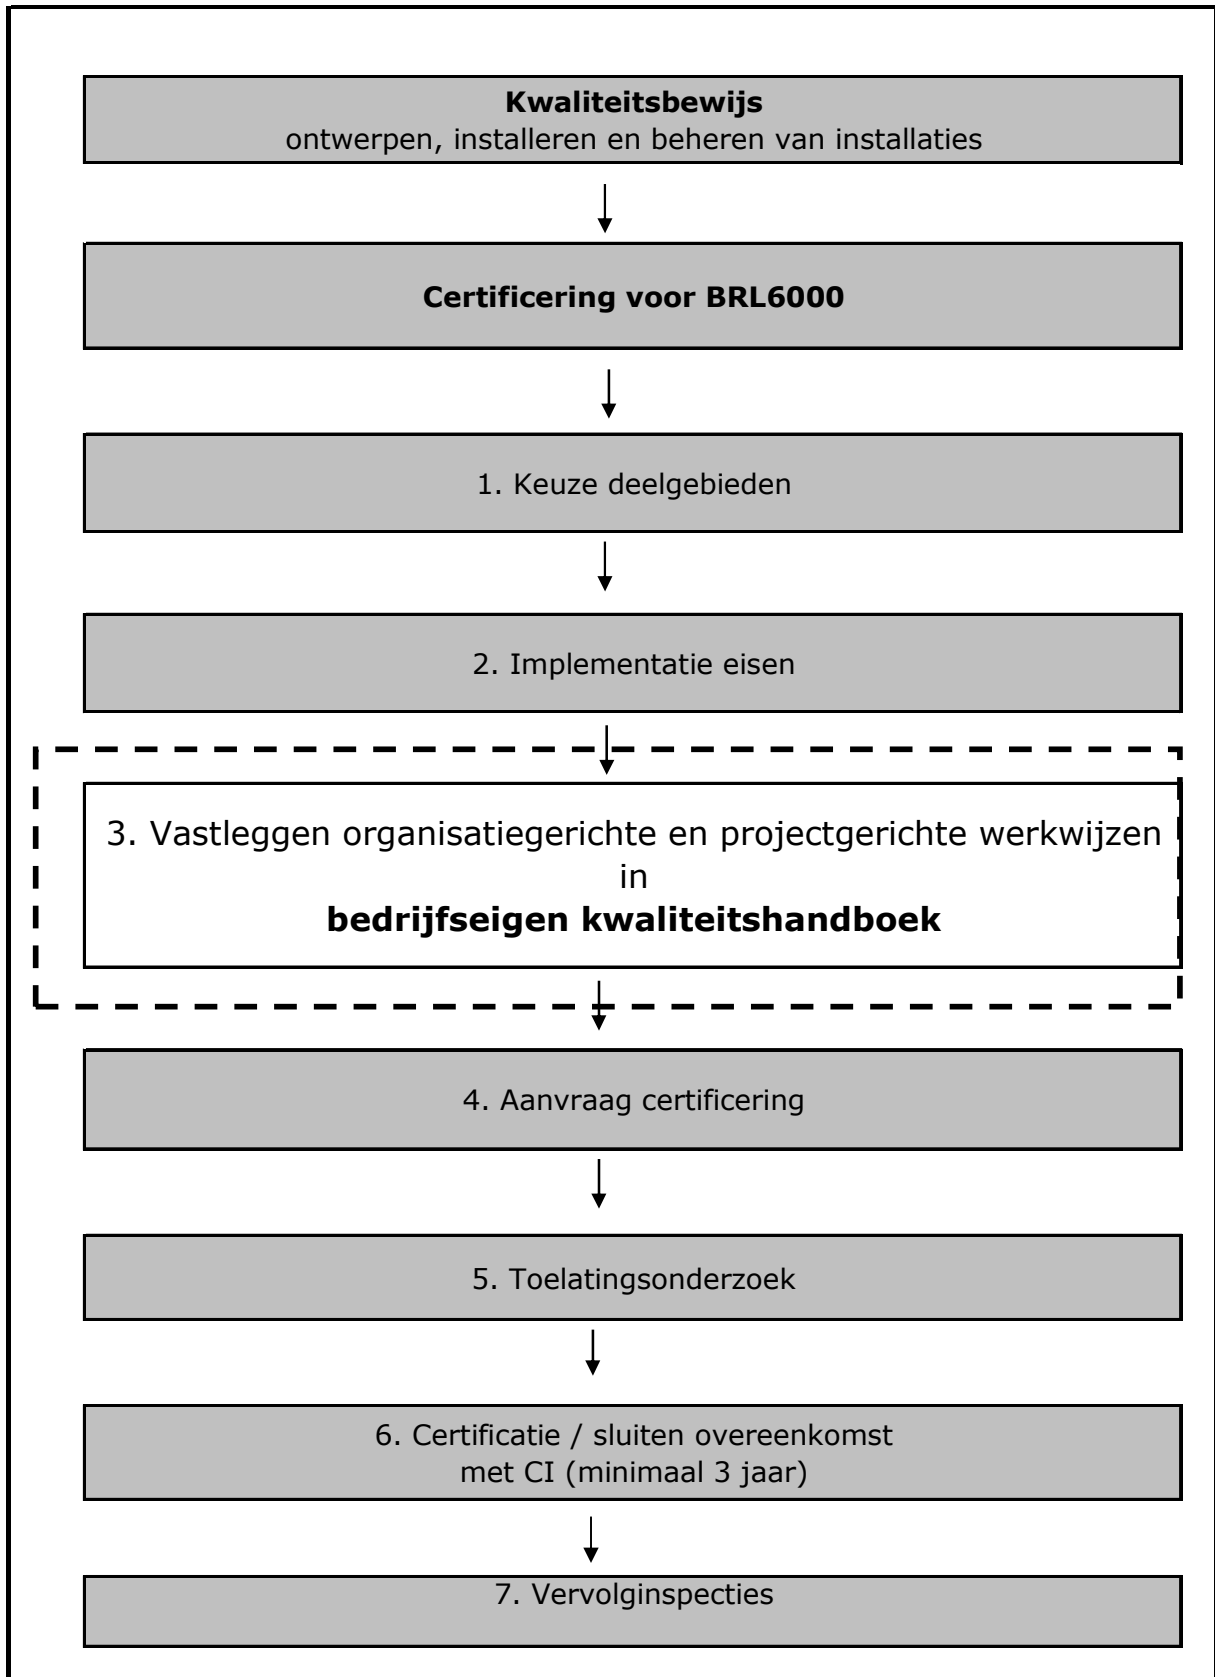 Kwaliteitsbewijs
ontwerpen, installeren en beheren van installaties
Certificering voor BRL6000
1. Keuze deelgebieden
2. Implementatie eisen
3. Vastleggen organisatiegerichte en projectgerichte werkwijzen
in
bedrijfseigen kwaliteitshandboek
4. Aanvraag certificering
5. Toelatingsonderzoek
6. Certificatie / sluiten overeenkomst
met CI (minimaal 3 jaar)
7. Vervolginspecties